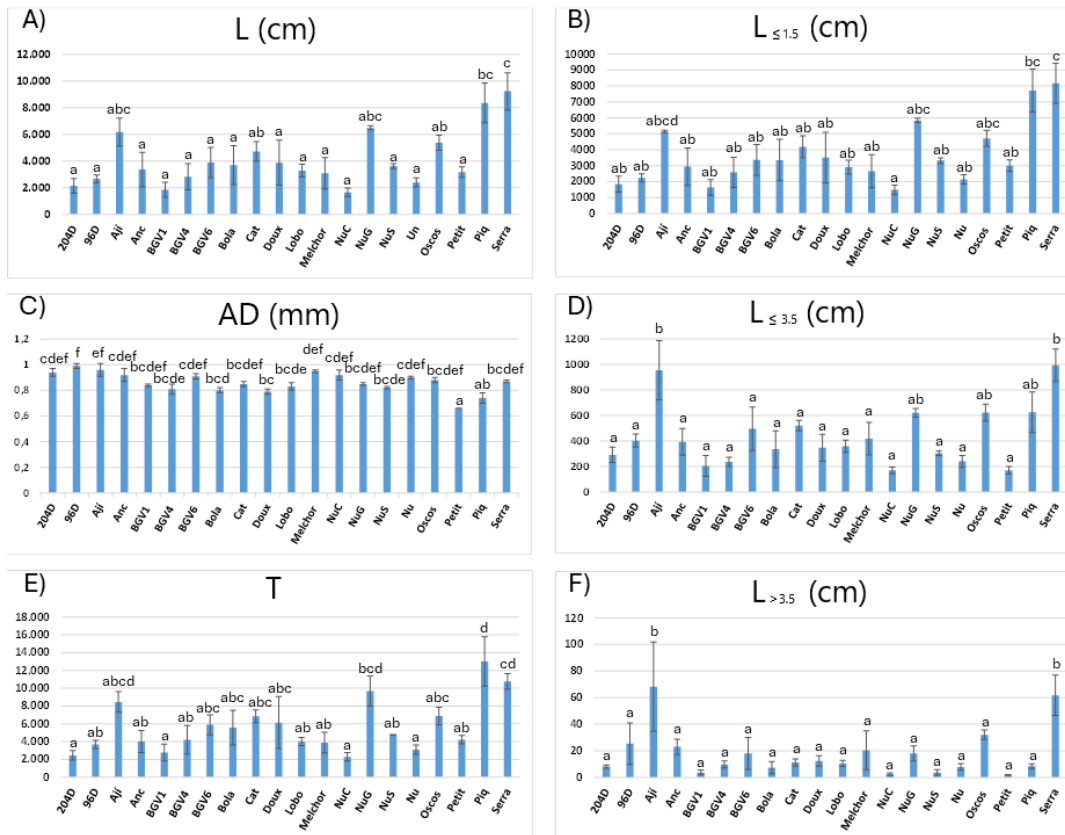 A)
L (cm)
12.000
10.000
8.000
6.000
4.000
2.000
0
a a abc a a a a a ab a a a a abc a a ab a bc c
204D 96D Ají Anc BGV1 BGV4 BGV6 Bola Cat Doux Lobo Melchor NuC NuG NuS Un Oscos Petit Piq Serra
B)
L ≤ 1.5 (cm)
10000
9000
8000
7000
6000
5000
4000
3000
2000
1000
0
ab ab abcd ab a ab ab ab ab ab ab ab a abc ab a abc ab bc c
204D 96D Ají Anc BGV1 BGV4 BGV6 Bola Cat Doux Lobo Melchor NuC NuG NuS Nu Oscos Petit Piq Serra
C)
AD (mm)
1,2
1
0,8
0,6
0,4
0,2
0
cdef f ef cdef bcdef bcde cdef bcd bcdef bc bcde def cdef bcdef bcde cdef bcdef a ab bcdef
204D 96D Ají Anc BGV1 BGV4 BGV6 Bola Cat Doux Lobo Melchor NuC NuG NuS Nu Oscos Petit Piq Serra
D)
L ≤ 3.5 (cm)
1200
1000
800
600
400
200
0
a a b a a a a a a a a a a ab a a ab a ab b
204D 96D Ají Anc BGV1 BGV4 BGV6 Bola Cat Doux Lobo Melchor NuC NuG NuS Nu Oscos Petit Piq Serra
E)
T
18.000
16.000
14.000
12.000
10.000
8.000
6.000
4.000
2.000
0
a ab abcd ab a ab abc abc abc abc ab ab a bcd ab a abc ab d cd
204D 96D Ají Anc BGV1 BGV4 BGV6 Bola Cat Doux Lobo Melchor NuC NuG NuS Nu Oscos Petit Piq Serra
F)
L >3.5 (cm)
120
100
80
60
40
20
0
a a b a a a a a a a a a a a a a a a a b
204D 96D Ají Anc BGV1 BGV4 BGV6 Bola Cat Doux Lobo Melchor NuC NuG NuS Nu Oscos Petit Piq Serra